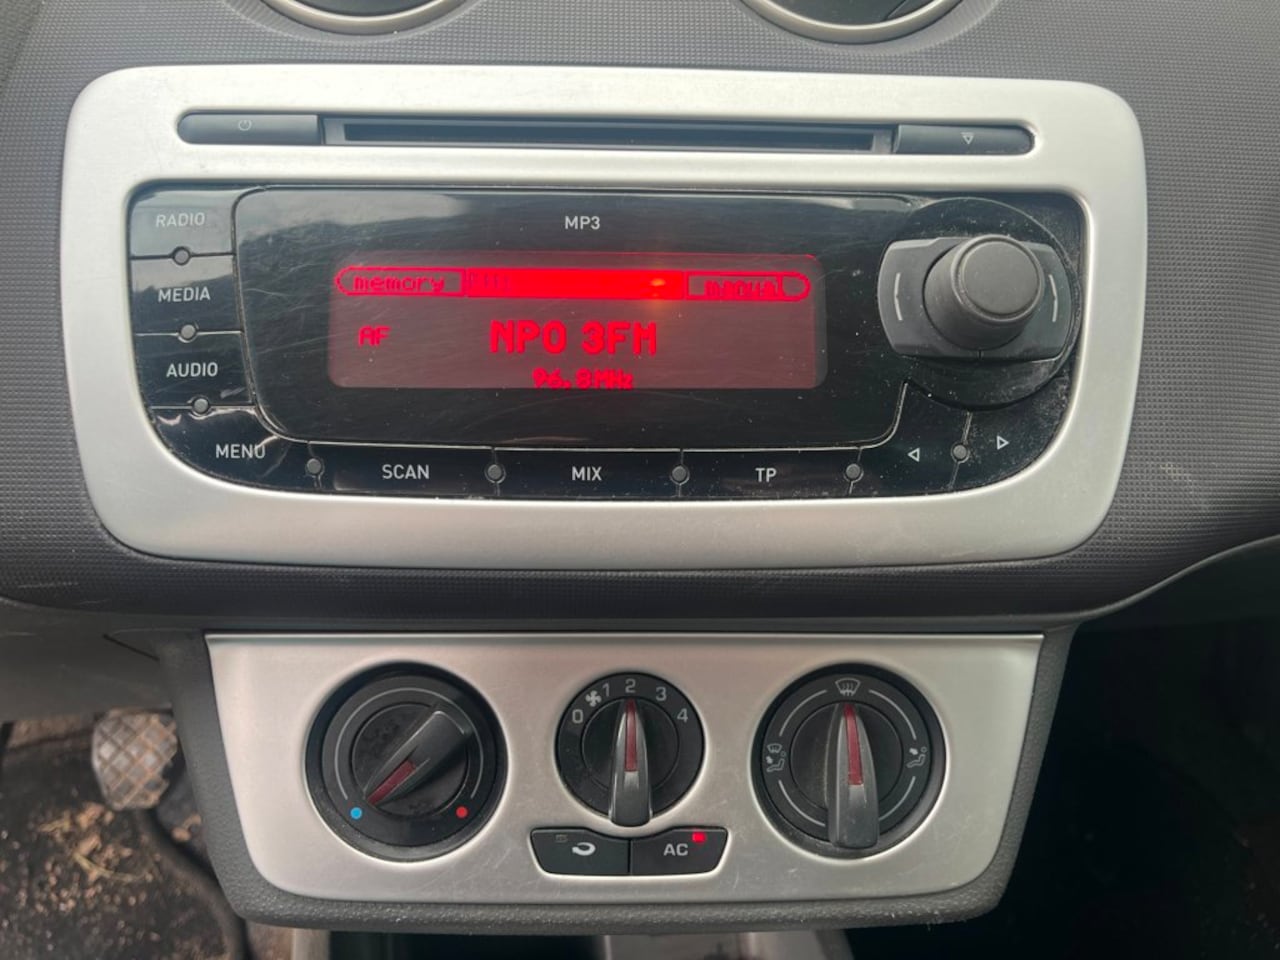 MP3
RADIO
MEDIA
AUDIO
MENU
memory manual
AF NPO 3FM
96.8MHz
SCAN MIX TP
0 1 2 3 4
AC